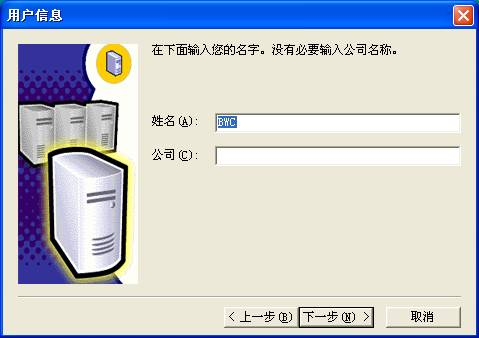 用户信息
在下面输入您的名字。没有必要输入公司名称。
姓名(A): BWC
公司(C):
< 上一步(B) 下一步(N) > 取消